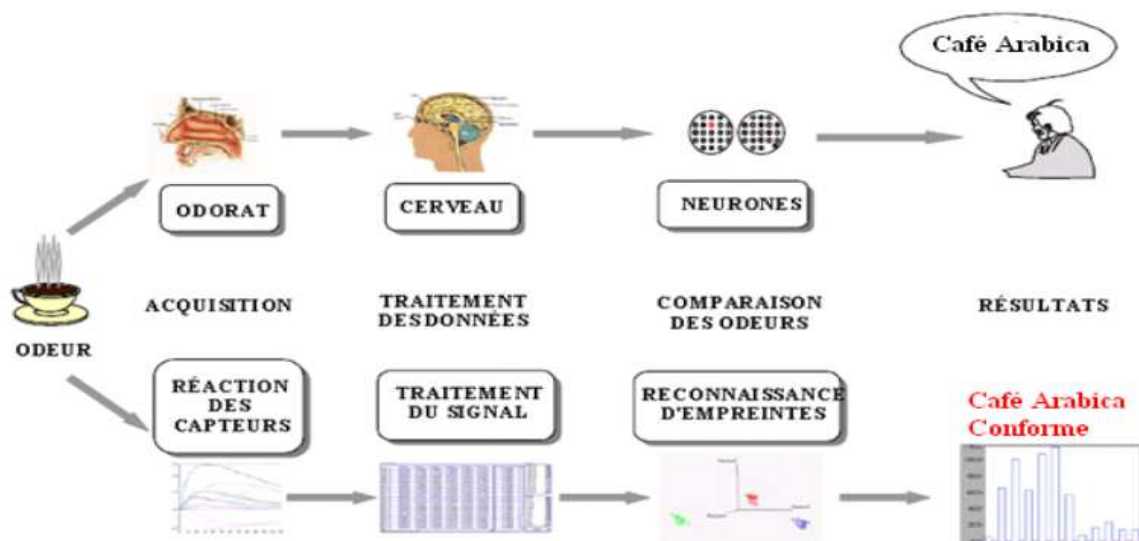 Café Arabica
ODORAT
CERVEAU
NEURONES
ODEUR
ACQUISITION
TRAITEMENT
DESDONNÉES
COMPARAISON
DES ODEURS
RÉSULTATS
RÉACTION
DES
CAPTEURS
TRAITEMENT
DU SIGNAL
RECONNAISSANCE
D'EMPREINTES
Café Arabica
Conforme